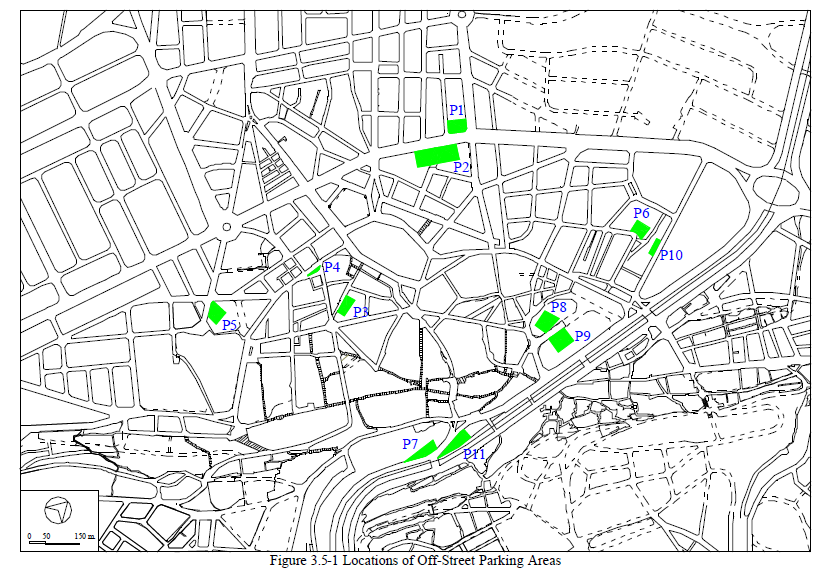 P1
P2
P6
P10
P4
P3
P5
P8
P9
P7
P11
0 50 150 m
Figure 3.5-1 Locations of Off-Street Parking Areas